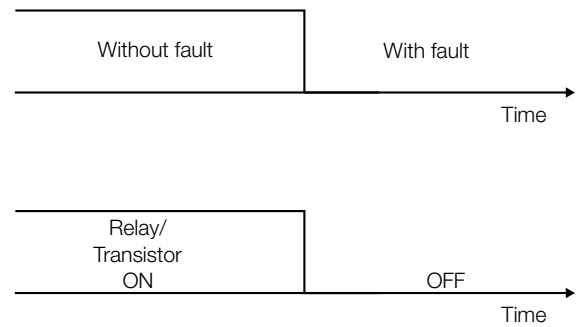 Without fault
With fault
Time
Relay/
Transistor
ON
OFF
Time